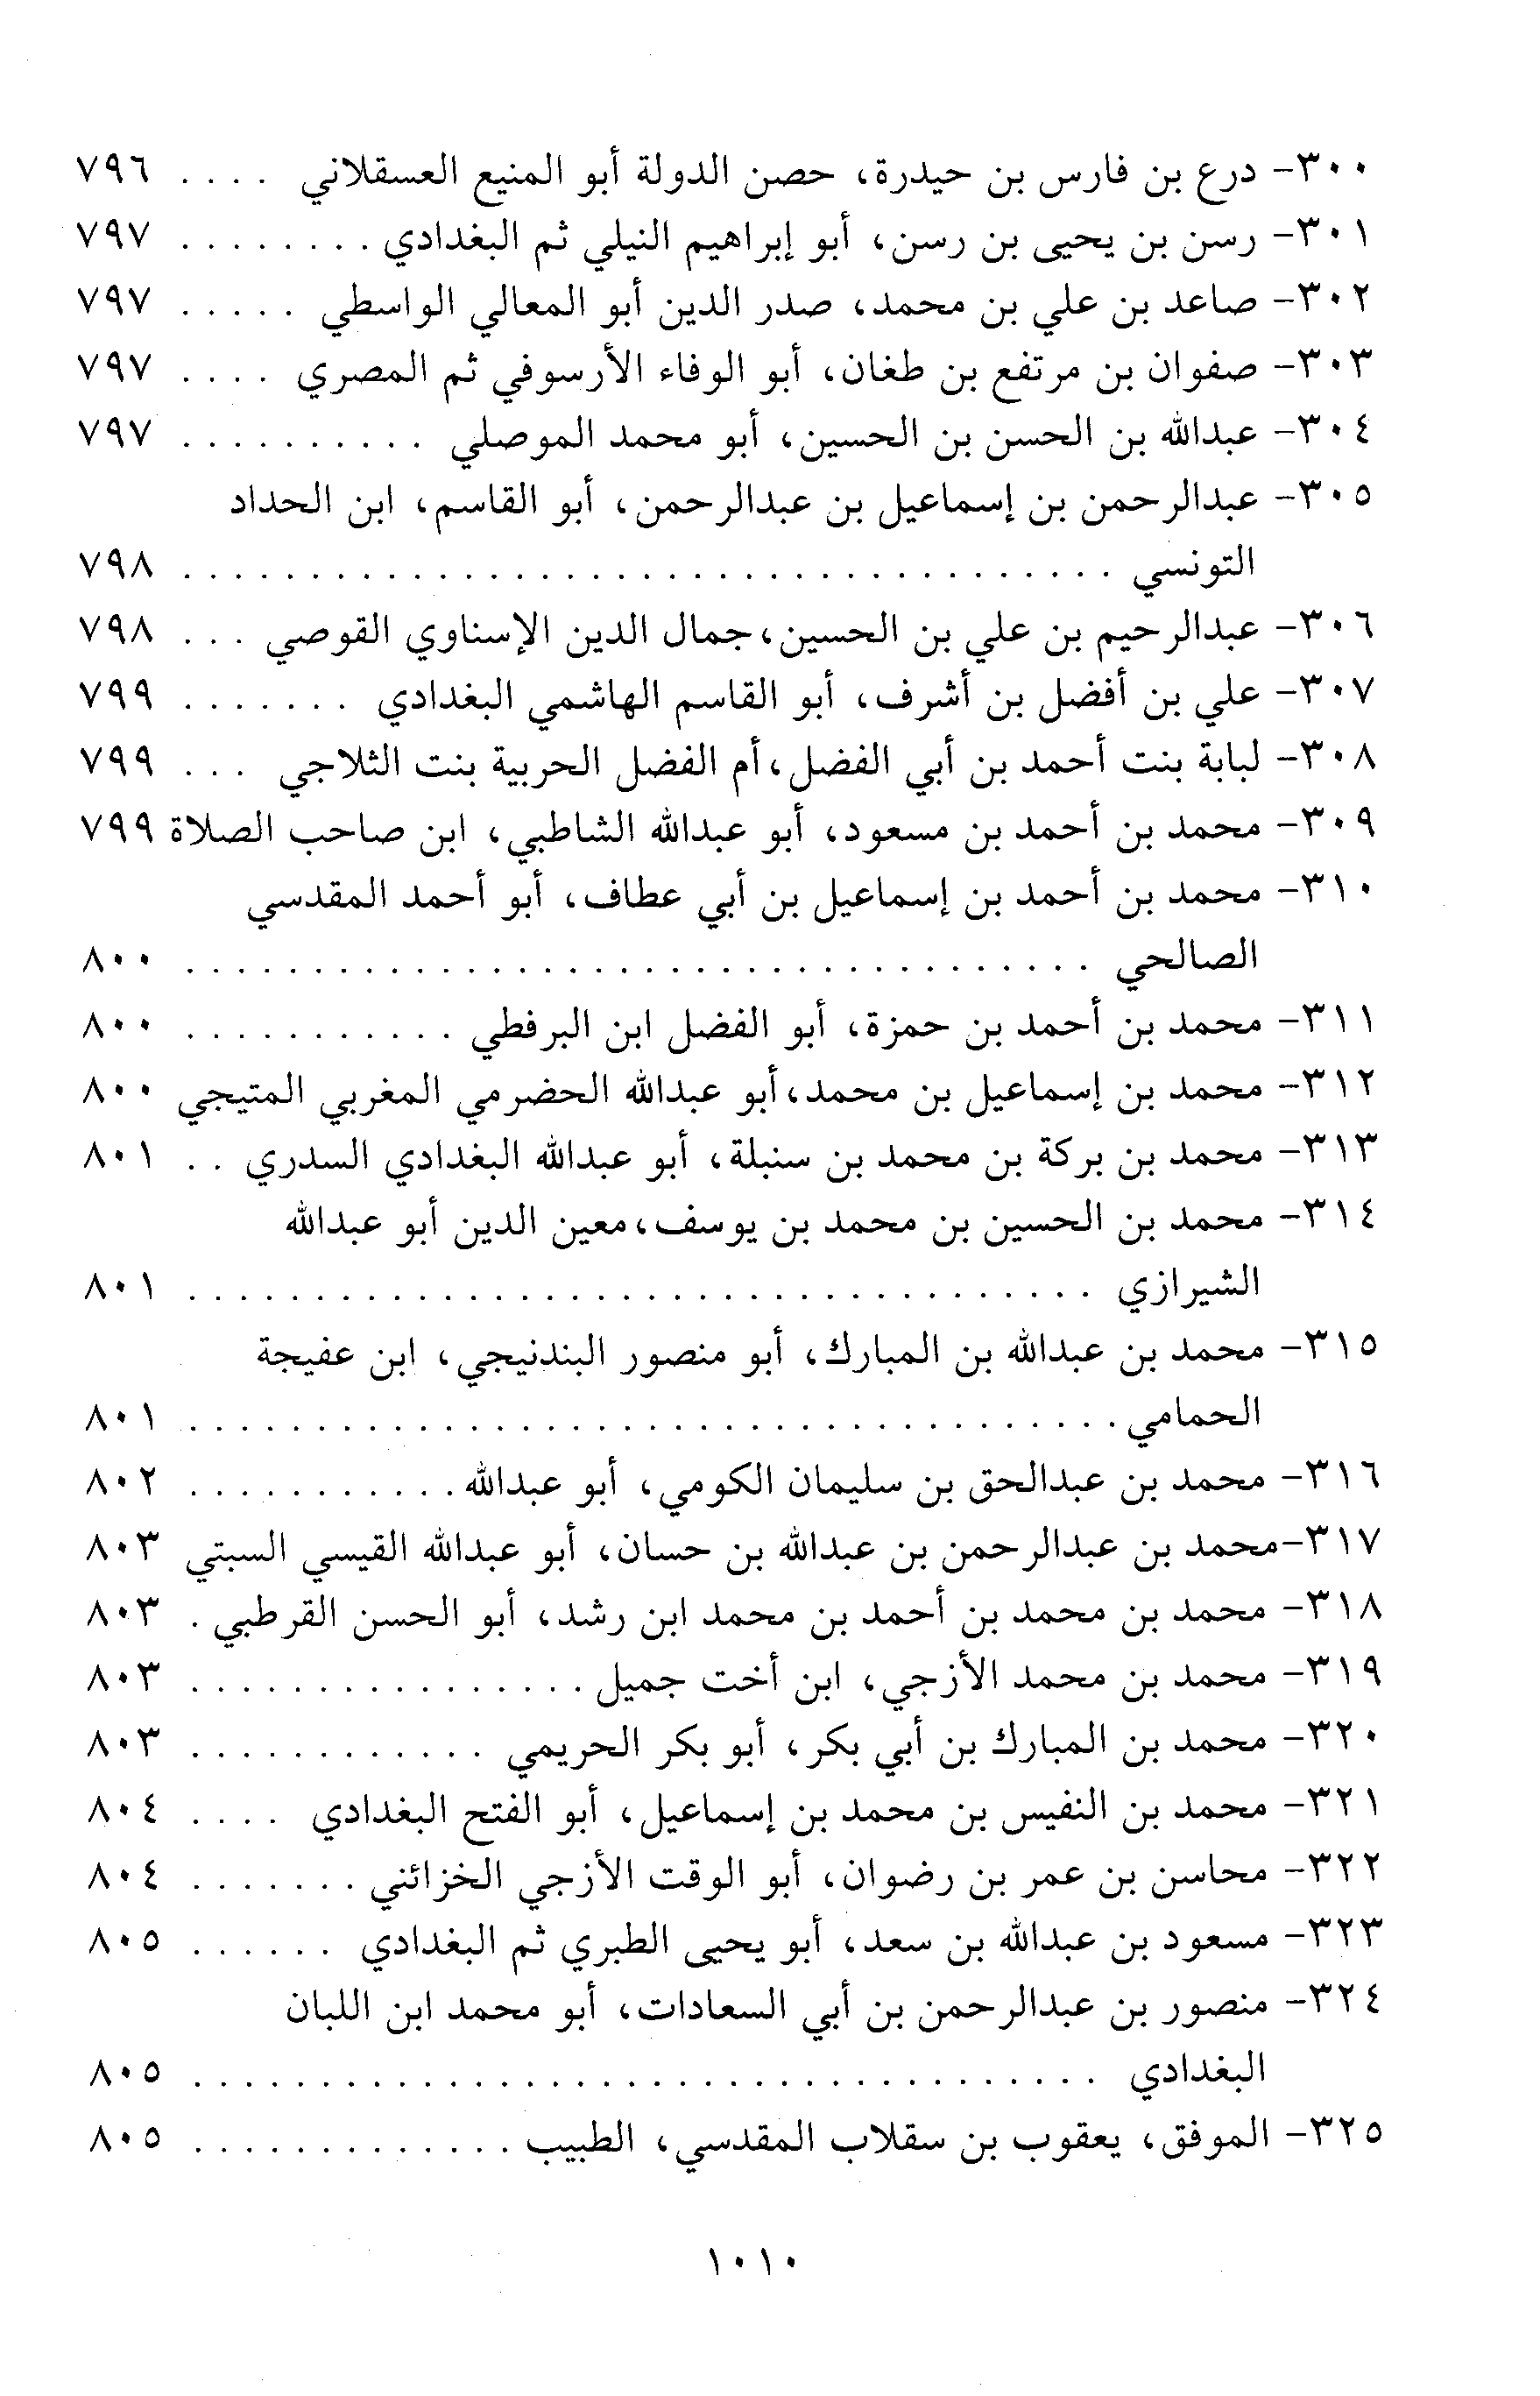 ٣٠٠- درع بن فارس بن حيدرة، حصن الدولة أبو المنيع العسقلاني . . . . ٧٩٦
٣٠١- رسن بن يحيى بن رسن، أبو إبراهيم النيلي ثم البغدادي . . . . . . . . ٧٩٧
٣٠٢- صاعد بن علي بن محمد، صدر الدين أبو المعالي الواسطي . . . . . ٧٩٧
٣٠٣- صفوان بن مرتفع بن طغان، أبو الوفاء الأرسوفي ثم المصري . . . . ٧٩٧
٣٠٤- عبدالله بن الحسن بن الحسين، أبو محمد الموصلي . . . . . . . . . . ٧٩٧
٣٠٥- عبدالرحمن بن إسماعيل بن عبدالرحمن، أبو القاسم، ابن الحداد
التونسي . . . . . . . . . . . . . . . . . . . . . . . . . . . . . . . . . . . . . ٧٩٨
٣٠٦- عبدالرحيم بن علي بن الحسين، جمال الدين الإسناوي القوصي . . . ٧٩٨
٣٠٧- علي بن أفضل بن أشرف، أبو القاسم الهاشمي البغدادي . . . . . . . ٧٩٩
٣٠٨- لبابة بنت أحمد بن أبي الفضل، أم الفضل الحربية بنت الثلاجي . . . ٧٩٩
٣٠٩- محمد بن أحمد بن مسعود، أبو عبدالله الشاطبي، ابن صاحب الصلاة ٧٩٩
٣١٠- محمد بن أحمد بن إسماعيل بن أبي عطاف، أبو أحمد المقدسي
الصالحي . . . . . . . . . . . . . . . . . . . . . . . . . . . . . . . . . . . . ٨٠٠
٣١١- محمد بن أحمد بن حمزة، أبو الفضل ابن البرفطي . . . . . . . . . . . ٨٠٠
٣١٢- محمد بن إسماعيل بن محمد، أبو عبدالله الحضرمي المغربي المتيجي ٨٠٠
٣١٣- محمد بن بركة بن محمد بن سنبلة، أبو عبدالله البغدادي السدري . . ٨٠١
٣١٤- محمد بن الحسين بن محمد بن يوسف، معين الدين أبو عبدالله
الشيرازي . . . . . . . . . . . . . . . . . . . . . . . . . . . . . . . . . . . . ٨٠١
٣١٥- محمد بن عبدالله بن المبارك، أبو منصور البندنيجي، ابن عفيجة
الحمامي . . . . . . . . . . . . . . . . . . . . . . . . . . . . . . . . . . . . . ٨٠١
٣١٦- محمد بن عبدالحق بن سليمان الكومي، أبو عبدالله . . . . . . . . . . . ٨٠٢
٣١٧- محمد بن عبدالرحمن بن عبدالله بن حسان، أبو عبدالله القيسي السبتي ٨٠٣
٣١٨- محمد بن محمد بن أحمد بن محمد ابن رشد، أبو الحسن القرطبي . ٨٠٣
٣١٩- محمد بن محمد الأزجي، ابن أخت جميل . . . . . . . . . . . . . . . . ٨٠٣
٣٢٠- محمد بن المبارك بن أبي بكر، أبو بكر الحريمي . . . . . . . . . . . . ٨٠٣
٣٢١- محمد بن النفيس بن محمد بن إسماعيل، أبو الفتح البغدادي . . . . ٨٠٤
٣٢٢- محاسن بن عمر بن رضوان، أبو الوقت الأزجي الخزائني . . . . . . . ٨٠٤
٣٢٣- مسعود بن عبدالله بن سعد، أبو يحيى الطبري ثم البغدادي . . . . . . ٨٠٥
٣٢٤- منصور بن عبدالرحمن بن أبي السعادات، أبو محمد ابن اللبان
البغدادي . . . . . . . . . . . . . . . . . . . . . . . . . . . . . . . . . . . . ٨٠٥
٣٢٥- الموفق، يعقوب بن سقلاب المقدسي، الطبيب . . . . . . . . . . . . . ٨٠٥
١٠١٠